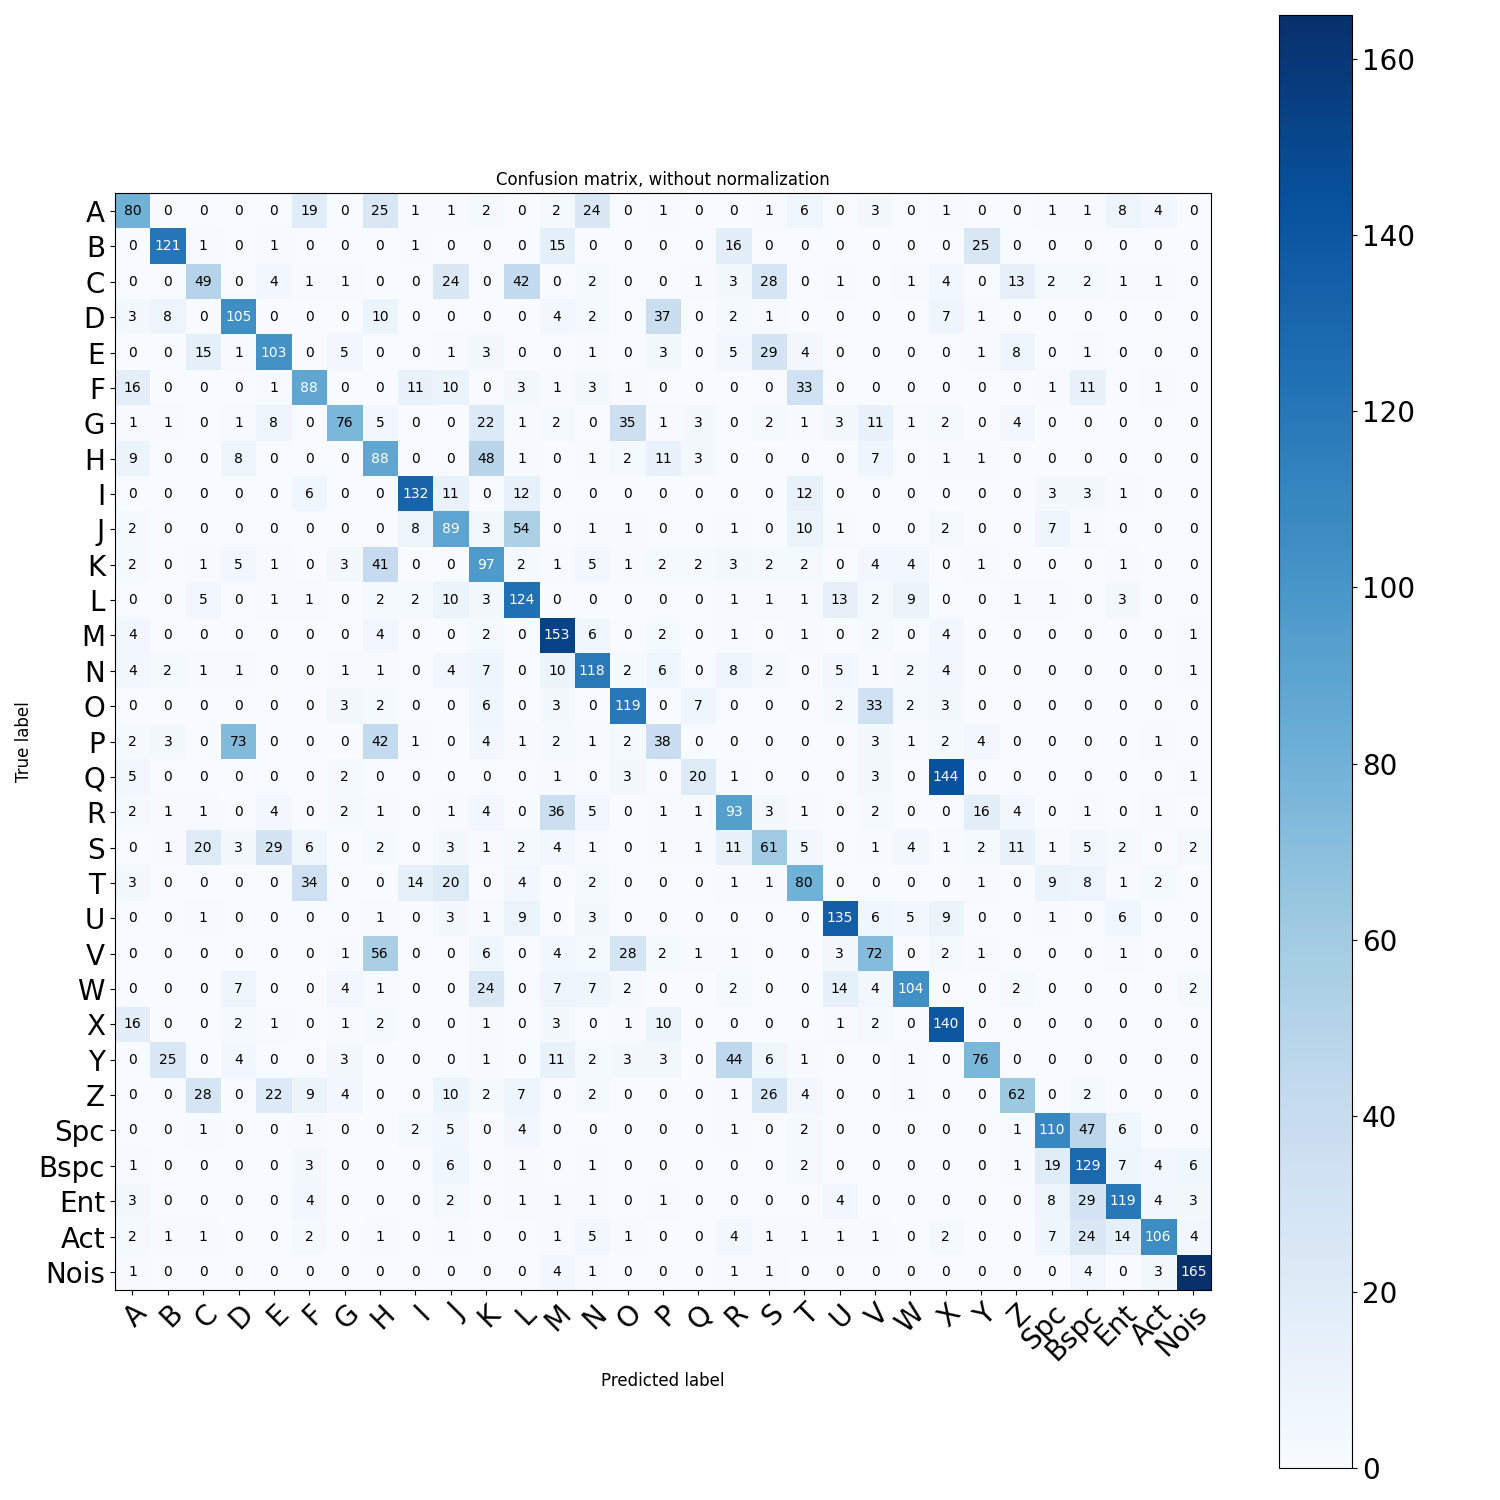 Confusion matrix, without normalization
A 80 0 0 0 0 19 0 25 1 1 2 0 2 24 0 1 0 0 1 6 0 3 0 1 0 0 1 1 8 4 0
B 0 121 1 0 1 0 0 0 1 0 0 0 15 0 0 0 0 16 0 0 0 0 0 0 25 0 0 0 0 0 0
C 0 0 49 0 4 1 1 0 0 24 0 42 0 2 0 0 1 3 28 0 1 0 1 4 0 13 2 2 1 1 0
D 3 8 0 105 0 0 0 10 0 0 0 0 4 2 0 37 0 2 1 0 0 0 0 7 1 0 0 0 0 0 0
E 0 0 15 1 103 0 5 0 0 1 3 0 0 1 0 3 0 5 29 4 0 0 0 0 1 8 0 1 0 0 0
F 16 0 0 0 1 88 0 0 11 10 0 3 1 3 1 0 0 0 0 33 0 0 0 0 0 0 1 11 0 1 0
G 1 1 0 1 8 0 76 5 0 0 22 1 2 0 35 1 3 0 2 1 3 11 1 2 0 4 0 0 0 0 0
H 9 0 0 8 0 0 0 88 0 0 48 1 0 1 2 11 3 0 0 0 0 7 0 1 1 0 0 0 0 0 0
I 0 0 0 0 0 6 0 0 132 11 0 12 0 0 0 0 0 0 0 12 0 0 0 0 0 0 3 3 1 0 0
J 2 0 0 0 0 0 0 0 8 89 3 54 0 1 1 0 0 1 0 10 1 0 0 2 0 0 7 1 0 0 0
K 2 0 1 5 1 0 3 41 0 0 97 2 1 5 1 2 2 3 2 2 0 4 4 0 1 0 0 0 1 0 0
L 0 0 5 0 1 1 0 2 2 10 3 124 0 0 0 0 0 1 1 1 13 2 9 0 0 1 1 0 3 0 0
M 4 0 0 0 0 0 0 4 0 0 2 0 153 6 0 2 0 1 0 1 0 2 0 4 0 0 0 0 0 0 1
N 4 2 1 1 0 0 1 1 0 4 7 0 10 118 2 6 0 8 2 0 5 1 2 4 0 0 0 0 0 0 1
O 0 0 0 0 0 0 3 2 0 0 6 0 3 0 119 0 7 0 0 0 2 33 2 3 0 0 0 0 0 0 0
P 2 3 0 73 0 0 0 42 1 0 4 1 2 1 2 38 0 0 0 0 0 3 1 2 4 0 0 0 0 1 0
Q 5 0 0 0 0 0 2 0 0 0 0 0 1 0 3 0 20 1 0 0 0 3 0 144 0 0 0 0 0 0 1
R 2 1 1 0 4 0 2 1 0 1 4 0 36 5 0 1 1 93 3 1 0 2 0 0 16 4 0 1 0 1 0
S 0 1 20 3 29 6 0 2 0 3 1 2 4 1 0 1 1 11 61 5 0 1 4 1 2 11 1 5 2 0 2
T 3 0 0 0 0 34 0 0 14 20 0 4 0 2 0 0 0 1 1 80 0 0 0 0 1 0 9 8 1 2 0
U 0 0 1 0 0 0 0 1 0 3 1 9 0 3 0 0 0 0 0 0 135 6 5 9 0 0 1 0 6 0 0
V 0 0 0 0 0 0 1 56 0 0 6 0 4 2 28 2 1 1 0 0 3 72 0 2 1 0 0 0 1 0 0
W 0 0 0 7 0 0 4 1 0 0 24 0 7 7 2 0 0 2 0 0 14 4 104 0 0 2 0 0 0 0 2
X 16 0 0 2 1 0 1 2 0 0 1 0 3 0 1 10 0 0 0 0 1 2 0 140 0 0 0 0 0 0 0
Y 0 25 0 4 0 0 3 0 0 0 1 0 11 2 3 3 0 44 6 1 0 0 1 0 76 0 0 0 0 0 0
Z 0 0 28 0 22 9 4 0 0 10 2 7 0 2 0 0 0 1 26 4 0 0 1 0 0 62 0 2 0 0 0
Spc 0 0 1 0 0 1 0 0 2 5 0 4 0 0 0 0 0 1 0 2 0 0 0 0 0 1 110 47 6 0 0
Bspc 1 0 0 0 0 3 0 0 0 6 0 1 0 1 0 0 0 0 0 2 0 0 0 0 0 1 19 129 7 4 6
Ent 3 0 0 0 0 4 0 0 0 2 0 1 1 1 0 1 0 0 0 0 4 0 0 0 0 0 8 29 119 4 3
Act 2 1 1 0 0 2 0 1 0 1 0 0 1 5 1 0 0 4 1 1 1 1 0 2 0 0 7 24 14 106 4
Nois 1 0 0 0 0 0 0 0 0 0 0 0 4 1 0 0 0 1 1 0 0 0 0 0 0 0 0 4 0 3 165
A B C D E F G H I J K L M N O P Q R S T U V W X Y Z Spc Bspc Ent Act Nois
True label
Predicted label
160
140
120
100
80
60
40
20
0